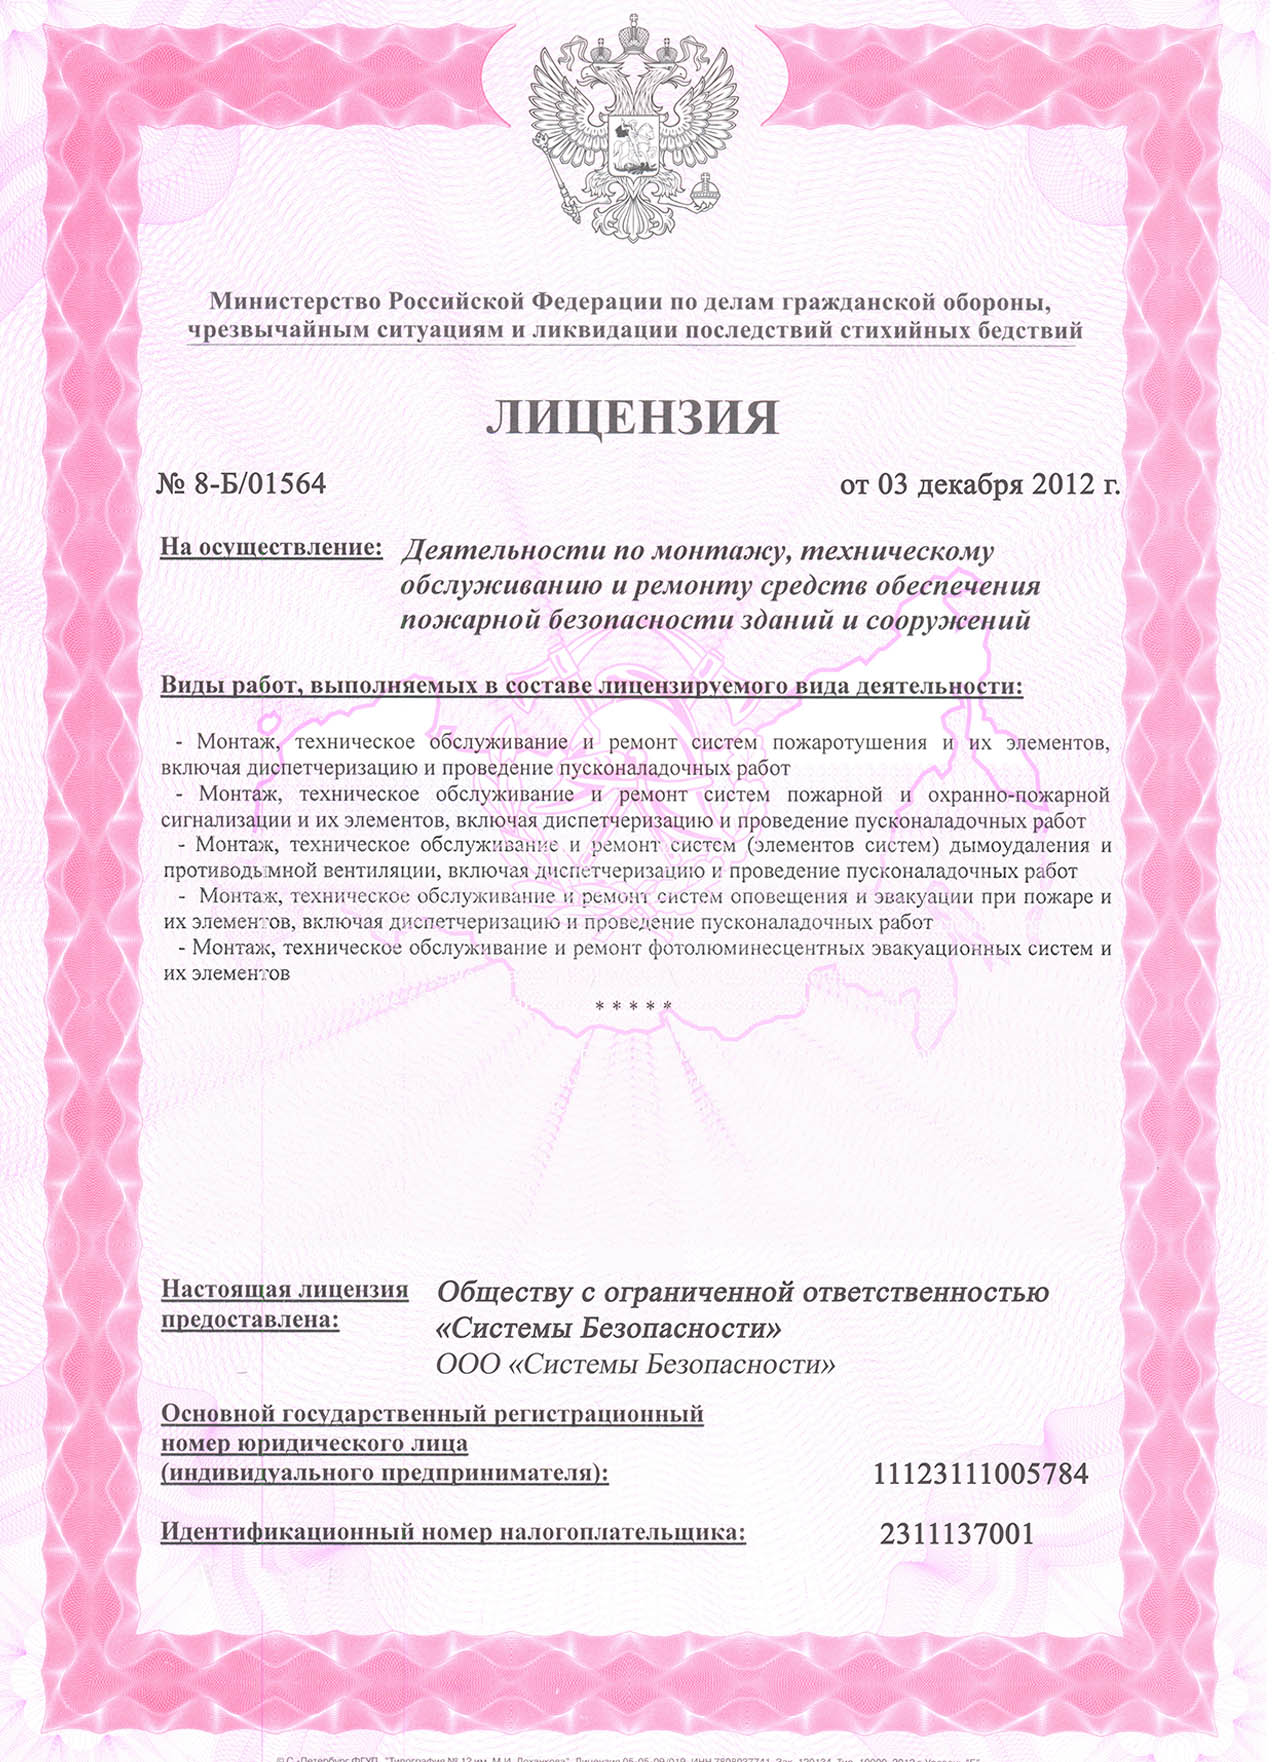 Министерство Российской Федерации по делам гражданской обороны,
чрезвычайным ситуациям и ликвидации последствий стихийных бедствий
ЛИЦЕНЗИЯ
№ 8-Б/01564 от 03 декабря 2012 г.
На осуществление: Деятельности по монтажу, техническому
обслуживанию и ремонту средств обеспечения
пожарной безопасности зданий и сооружений
Виды работ, выполняемых в составе лицензируемого вида деятельности:
- Монтаж, техническое обслуживание и ремонт систем пожаротушения и их элементов,
включая диспетчеризацию и проведение пусконаладочных работ
- Монтаж, техническое обслуживание и ремонт систем пожарной и охранно-пожарной
сигнализации и их элементов, включая диспетчеризацию и проведение пусконаладочных работ
- Монтаж, техническое обслуживание и ремонт систем (элементов систем) дымоудаления и
противодымной вентиляции, включая диспетчеризацию и проведение пусконаладочных работ
- Монтаж, техническое обслуживание и ремонт систем оповещения и эвакуации при пожаре и
их элементов, включая диспетчеризацию и проведение пусконаладочных работ
- Монтаж, техническое обслуживание и ремонт фотолюминесцентных эвакуационных систем и
их элементов
* * * * *
Настоящая лицензия Обществу с ограниченной ответственностью
предоставлена: «Системы Безопасности»
ООО «Системы Безопасности»
Основной государственный регистрационный
номер юридического лица
(индивидуального предпринимателя): 11123111005784
Идентификационный номер налогоплательщика: 2311137001